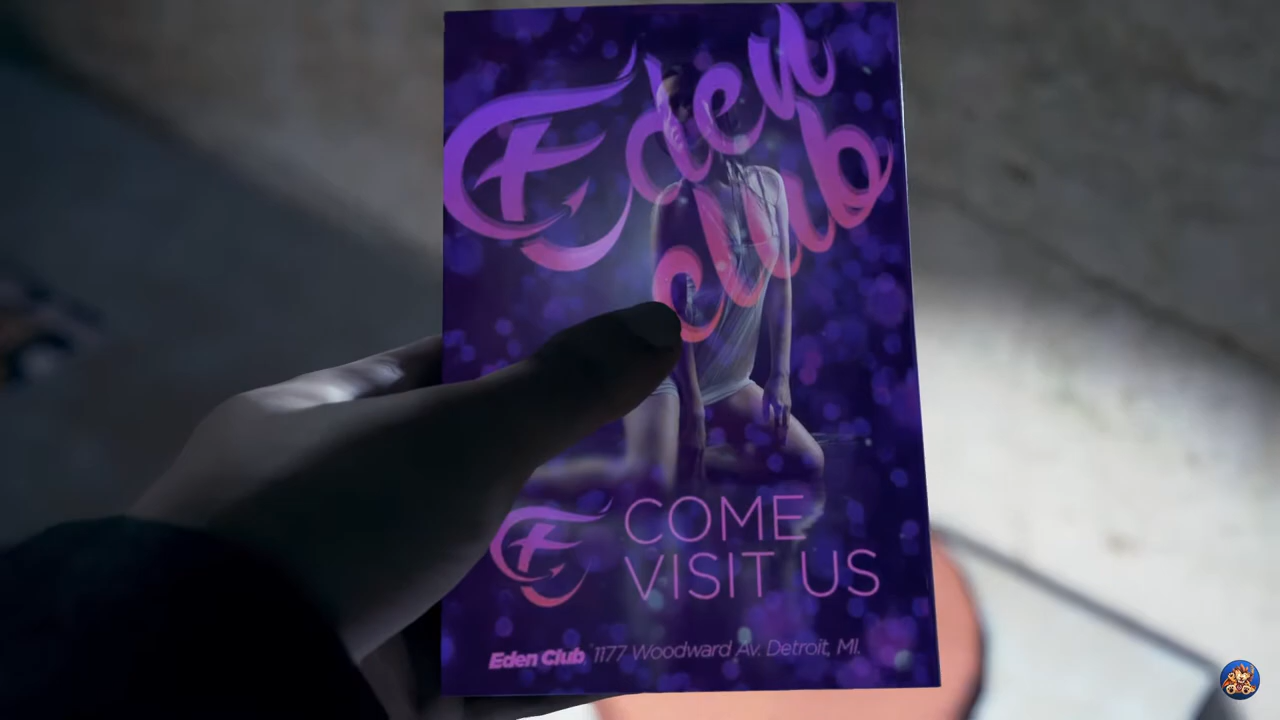 Eden
club
COME
VISIT US
Eden Club 1177 Woodward Av. Detroit, MI.